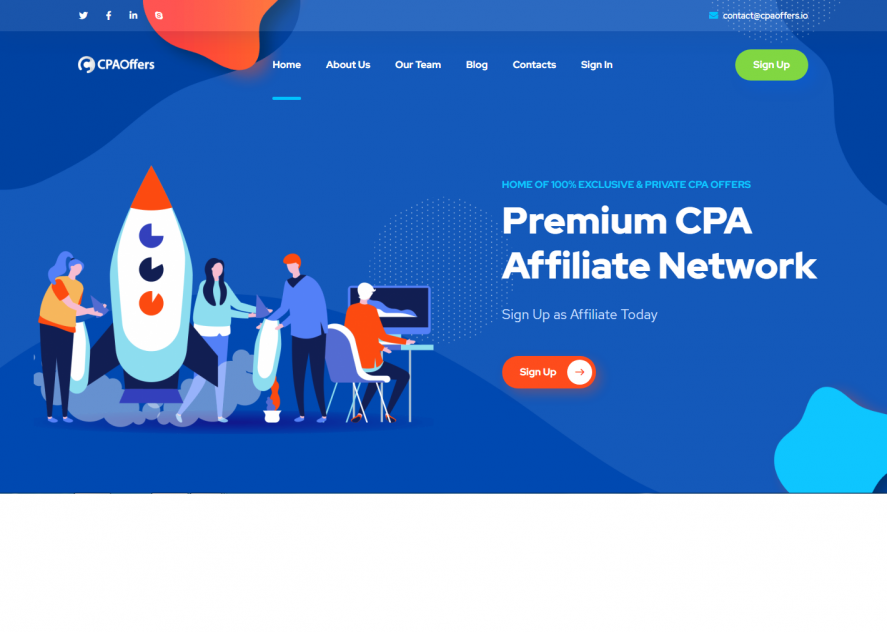 contact@cpaoffers.io
CPAOffers
Home
About Us
Our Team
Blog
Contacts
Sign In
Sign Up
HOME OF 100% EXCLUSIVE & PRIVATE CPA OFFERS
Premium CPA
Affiliate Network
Sign Up as Affiliate Today
Sign Up